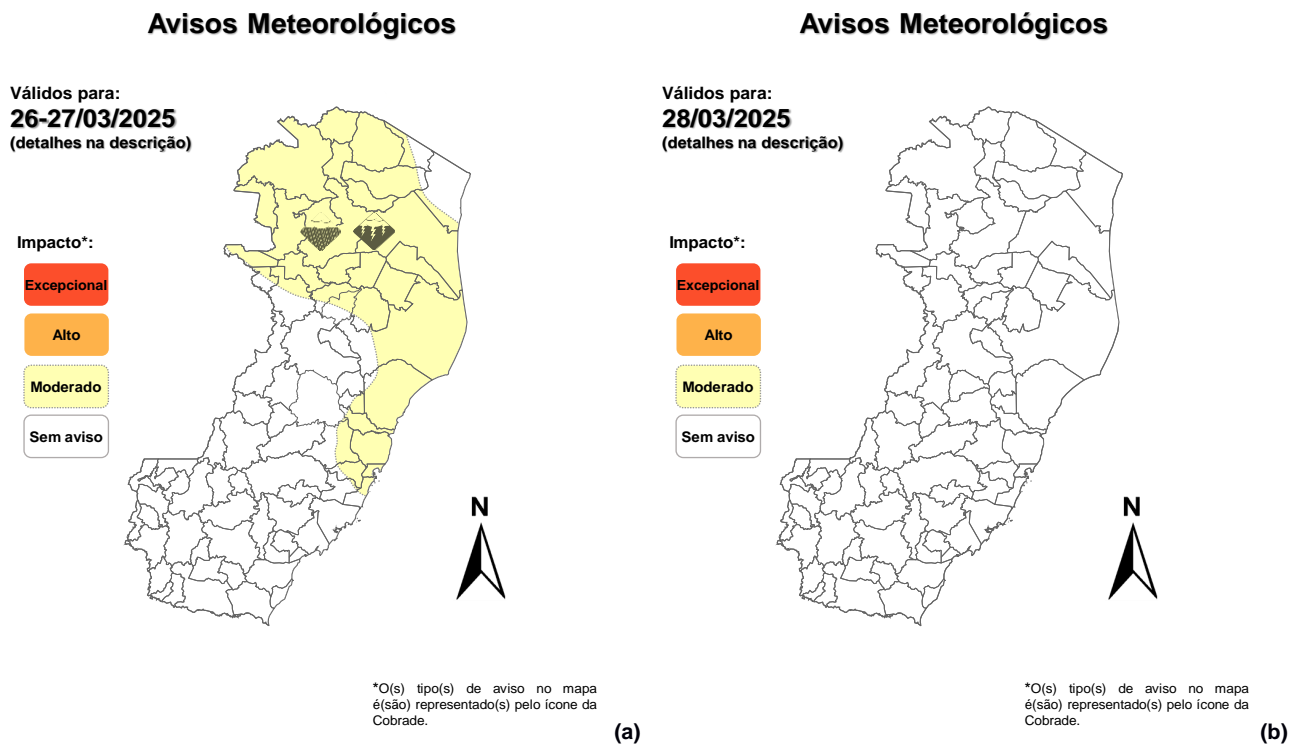 Avisos Meteorológicos
Válidos para:
26-27/03/2025
(detalhes na descrição)
Impacto*:
Excepcional
Alto
Moderado
Sem aviso
N
*O(s) tipo(s) de aviso no mapa
é(são) representado(s) pelo ícone da
Cobrade.
(a)
Avisos Meteorológicos
Válidos para:
28/03/2025
(detalhes na descrição)
Impacto*:
Excepcional
Alto
Moderado
Sem aviso
N
*O(s) tipo(s) de aviso no mapa
é(são) representado(s) pelo ícone da
Cobrade.
(b)